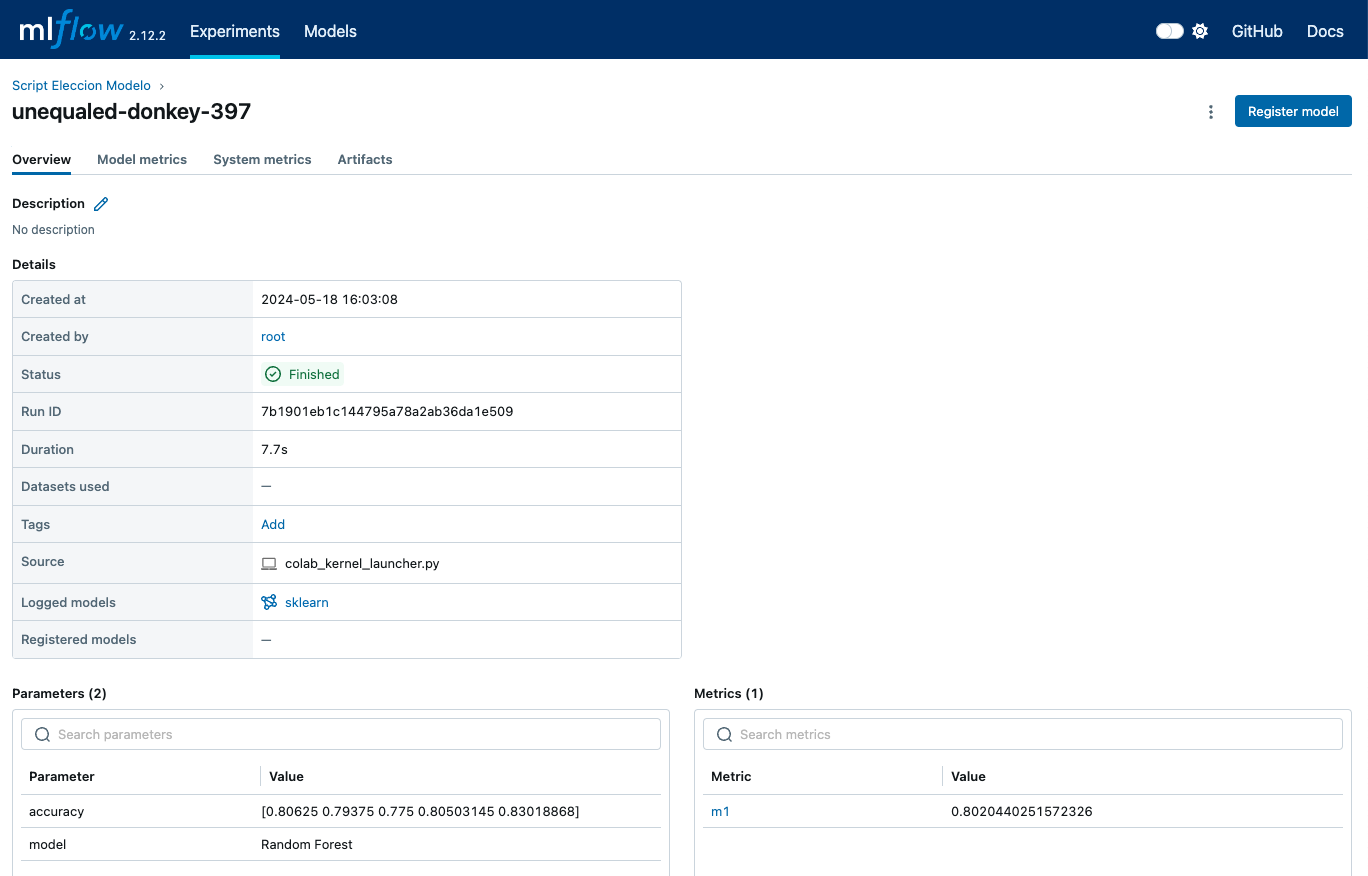 mlflow 2.12.2 Experiments Models GitHub Docs
Script Eleccion Modelo ›
unequaled-donkey-397
Register model
Overview Model metrics System metrics Artifacts
Description
No description
Details
Created at 2024-05-18 16:03:08
Created by root
Status Finished
Run ID 7b1901eb1c144795a78a2ab36da1e509
Duration 7.7s
Datasets used —
Tags Add
Source colab_kernel_launcher.py
Logged models sklearn
Registered models —
Parameters (2)
Search parameters
Parameter Value
accuracy [0.80625 0.79375 0.775 0.80503145 0.83018868]
model Random Forest
Metrics (1)
Search metrics
Metric Value
m1 0.8020440251572326